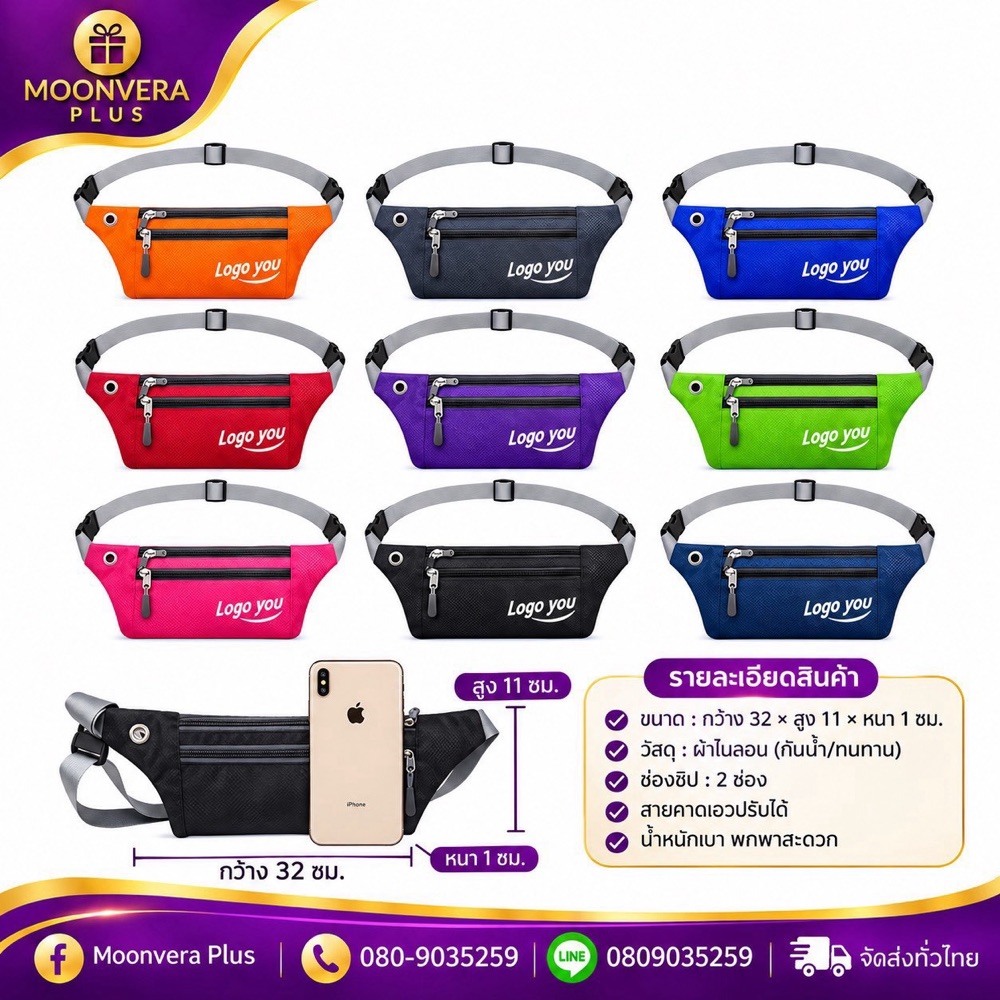 MOONVERA
PLUS
Logo you
Logo you
Logo you
Logo you
Logo you
Logo you
Logo you
Logo you
Logo you
สูง 11 ซม.
iPhone
กว้าง 32 ซม.
หนา 1 ซม.
รายละเอียดสินค้า
ขนาด : กว้าง 32 × สูง 11 × หนา 1 ซม.
วัสดุ : ผ้าไนลอน (กันน้ำ/ทนทาน)
ช่องซิป : 2 ช่อง
สายคาดเอวปรับได้
น้ำหนักเบา พกพาสะดวก
Moonvera Plus
080-9035259
LINE
0809035259
จัดส่งทั่วไทย